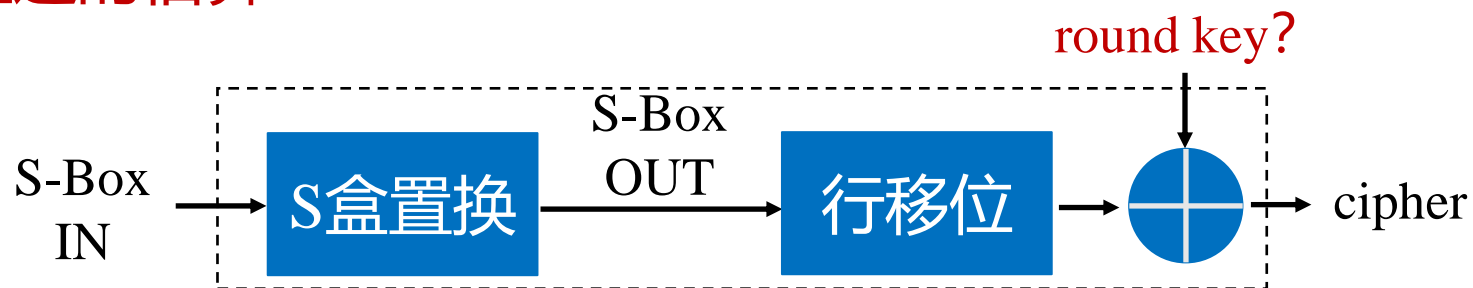 round key?
S-Box
IN
S盒置换
S-Box
OUT
行移位
cipher